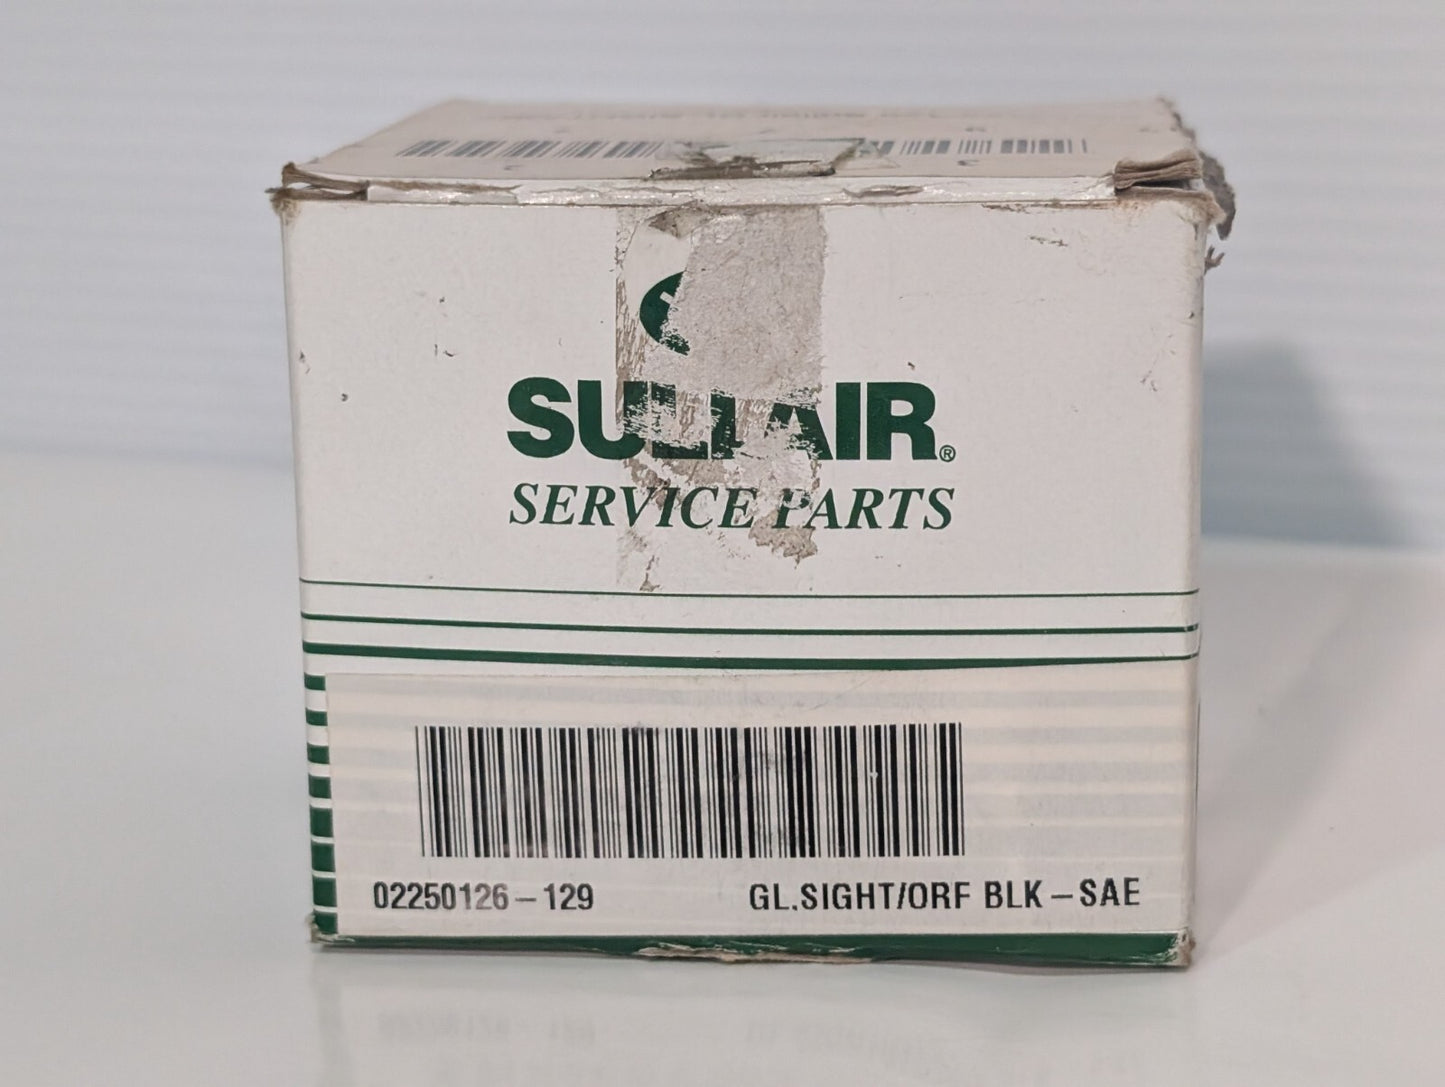 SULLAIR®
SERVICE PARTS
02250126-129
GL.SIGHT/ORF BLK-SAE